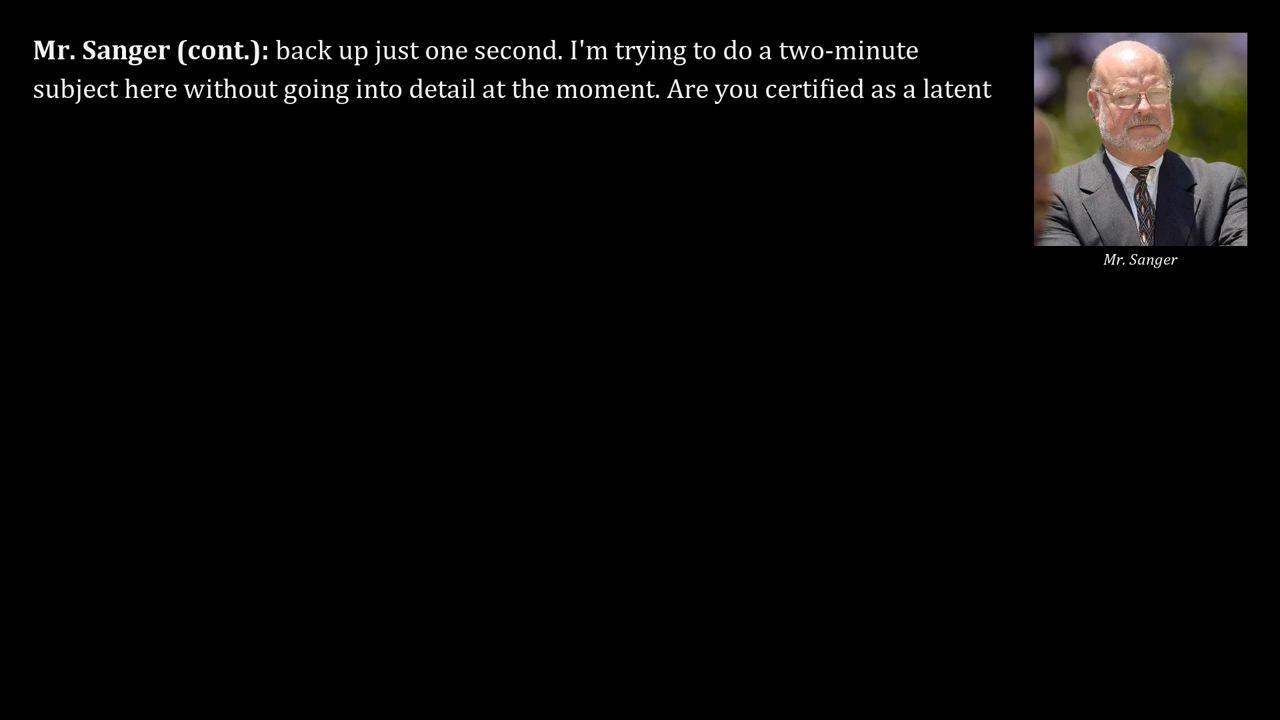 Mr. Sanger (cont.): back up just one second. I'm trying to do a two-minute
subject here without going into detail at the moment. Are you certified as a latent
Mr. Sanger